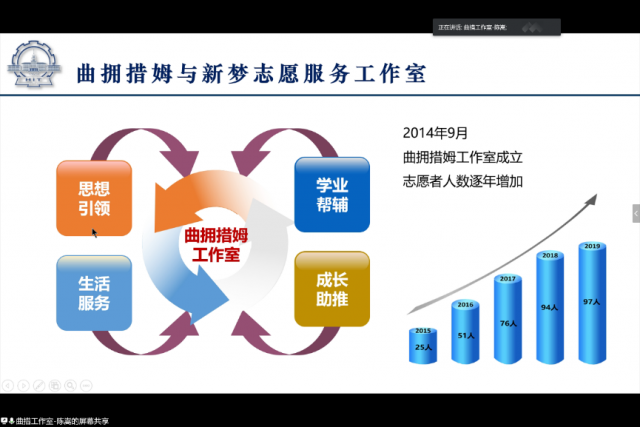 正在讲话: 曲措工作室-陈嵩;
曲拥措姆与新梦志愿服务工作室
HIT
思想
引领
学业
帮辅
曲拥措姆
工作室
生活
服务
成长
助推
2014年9月
曲拥措姆工作室成立
志愿者人数逐年增加
2015
25人
2016
51人
2017
76人
2018
94人
2019
97人
曲措工作室-陈嵩的屏幕共享